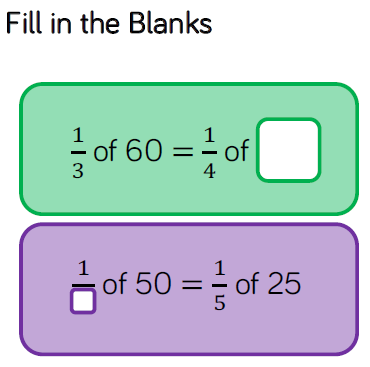 Fill in the Blanks
1/3 of 60 = 1/4 of
1/ of 50 = 1/5 of 25